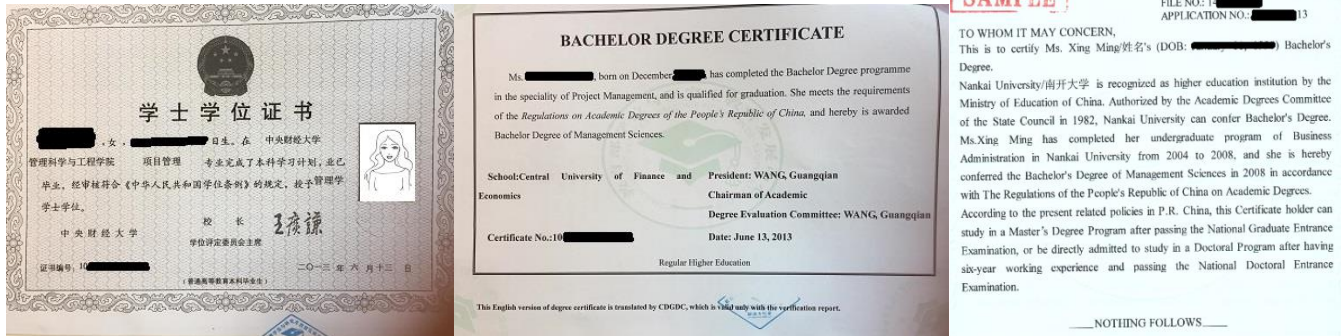 学士学位证书
，女，
日生。在 中央财经大学
管理科学与工程学院 项目管理 专业完成了本科学习计划，业已
毕业，经审核符合《中华人民共和国学位条例》的规定，授予管理学
学士学位。
中央财经大学
校 长
学位评定委员会主席
王广谦
证书编号：10
二〇一三年 六 月十三 日
（普通高等教育本科毕业生）
BACHELOR DEGREE CERTIFICATE
Ms. , born on December , has completed the Bachelor Degree programme
in the speciality of Project Management, and is qualified for graduation. She meets the requirements
of the Regulations on Academic Degrees of the People's Republic of China, and hereby is awarded
Bachelor Degree of Management Sciences.
School:Central University of Finance and
Economics
President: WANG, Guangqian
Chairman of Academic
Degree Evaluation Committee: WANG, Guangqian
Certificate No.:10
Date: June 13, 2013
Regular Higher Education
This English version of degree certificate is translated by CDGDC, which is valid only with the verification report.
SAMPLE
FILE NO.: 14
APPLICATION NO.: 13
TO WHOM IT MAY CONCERN,
This is to certify Ms. Xing Ming/姓名's (DOB: ) Bachelor's
Degree.
Nankai University/南开大学 is recognized as higher education institution by the
Ministry of Education of China. Authorized by the Academic Degrees Committee
of the State Council in 1982, Nankai University can confer Bachelor's Degree.
Ms.Xing Ming has completed her undergraduate program of Business
Administration in Nankai University from 2004 to 2008, and she is hereby
conferred the Bachelor's Degree of Management Sciences in 2008 in accordance
with The Regulations of the People's Republic of China on Academic Degrees.
According to the present related policies in P.R. China, this Certificate holder can
study in a Master's Degree Program after passing the National Graduate Entrance
Examination, or be directly admitted to study in a Doctoral Program after having
six-year working experience and passing the National Doctoral Entrance
Examination.
NOTHING FOLLOWS